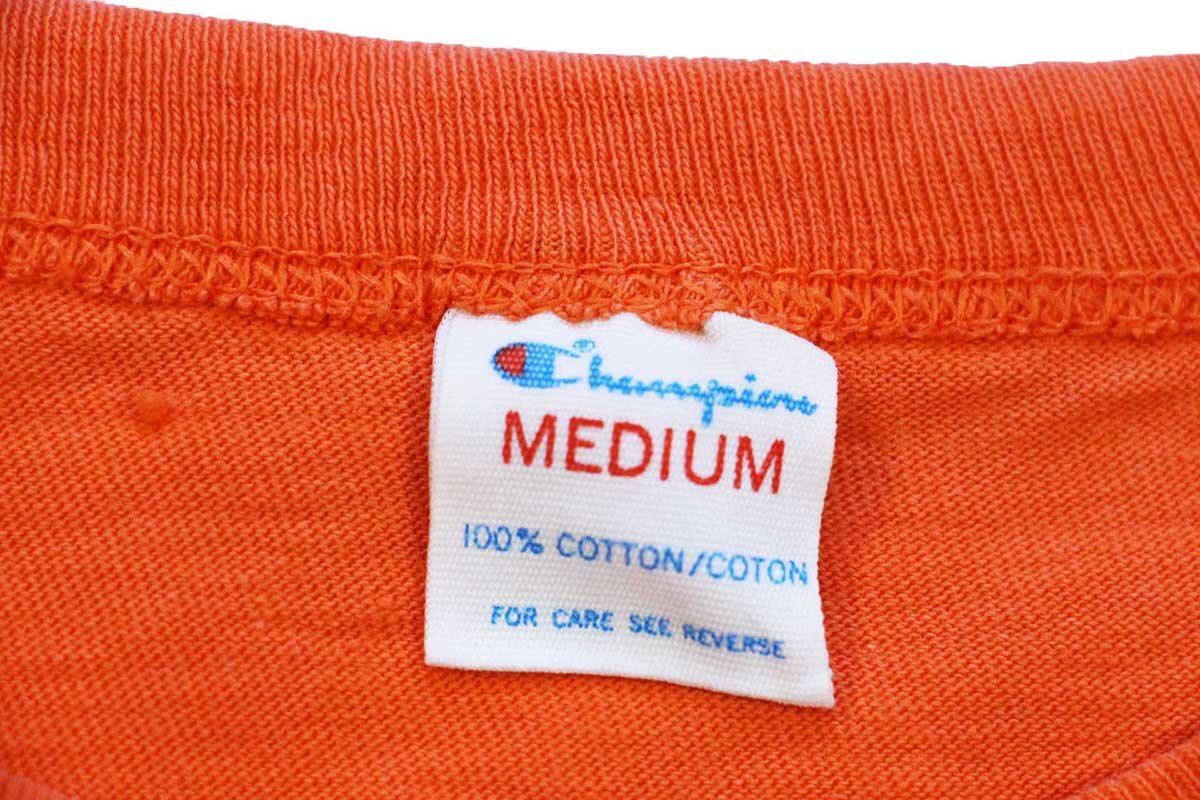 Champion
MEDIUM
100% COTTON/COTON
FOR CARE SEE REVERSE